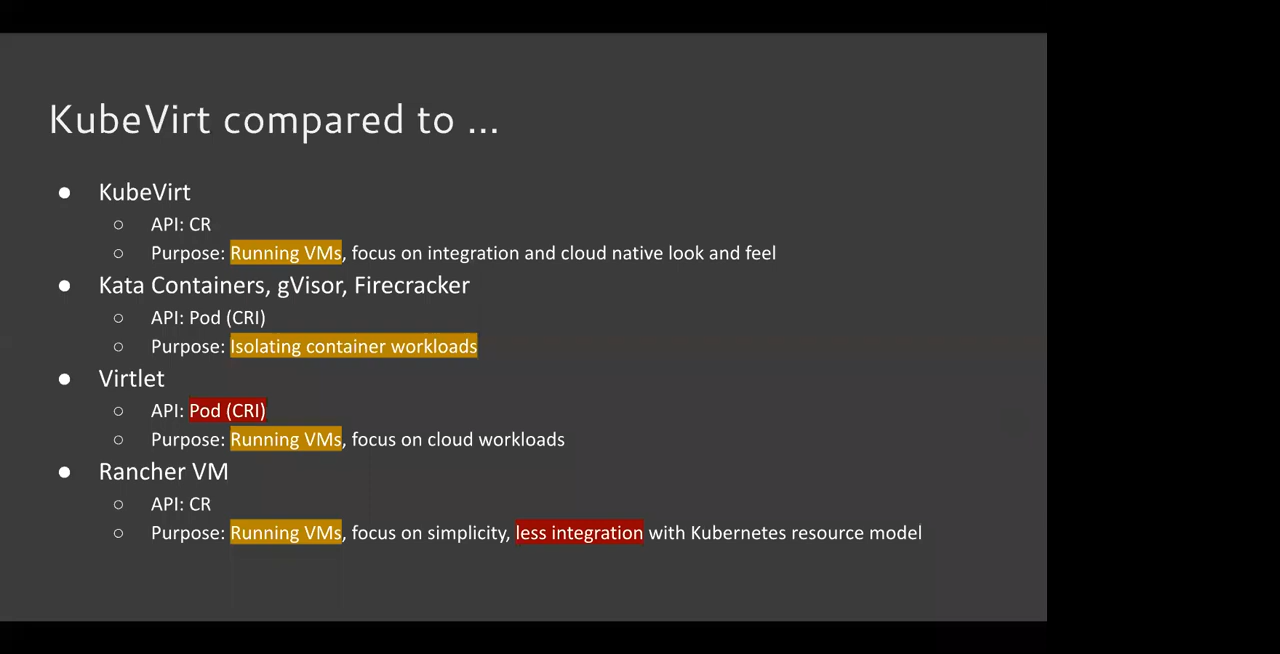 KubeVirt compared to ...
● KubeVirt
○ API: CR
○ Purpose: Running VMs, focus on integration and cloud native look and feel
● Kata Containers, gVisor, Firecracker
○ API: Pod (CRI)
○ Purpose: Isolating container workloads
● Virtlet
○ API: Pod (CRI)
○ Purpose: Running VMs, focus on cloud workloads
● Rancher VM
○ API: CR
○ Purpose: Running VMs, focus on simplicity, less integration with Kubernetes resource model